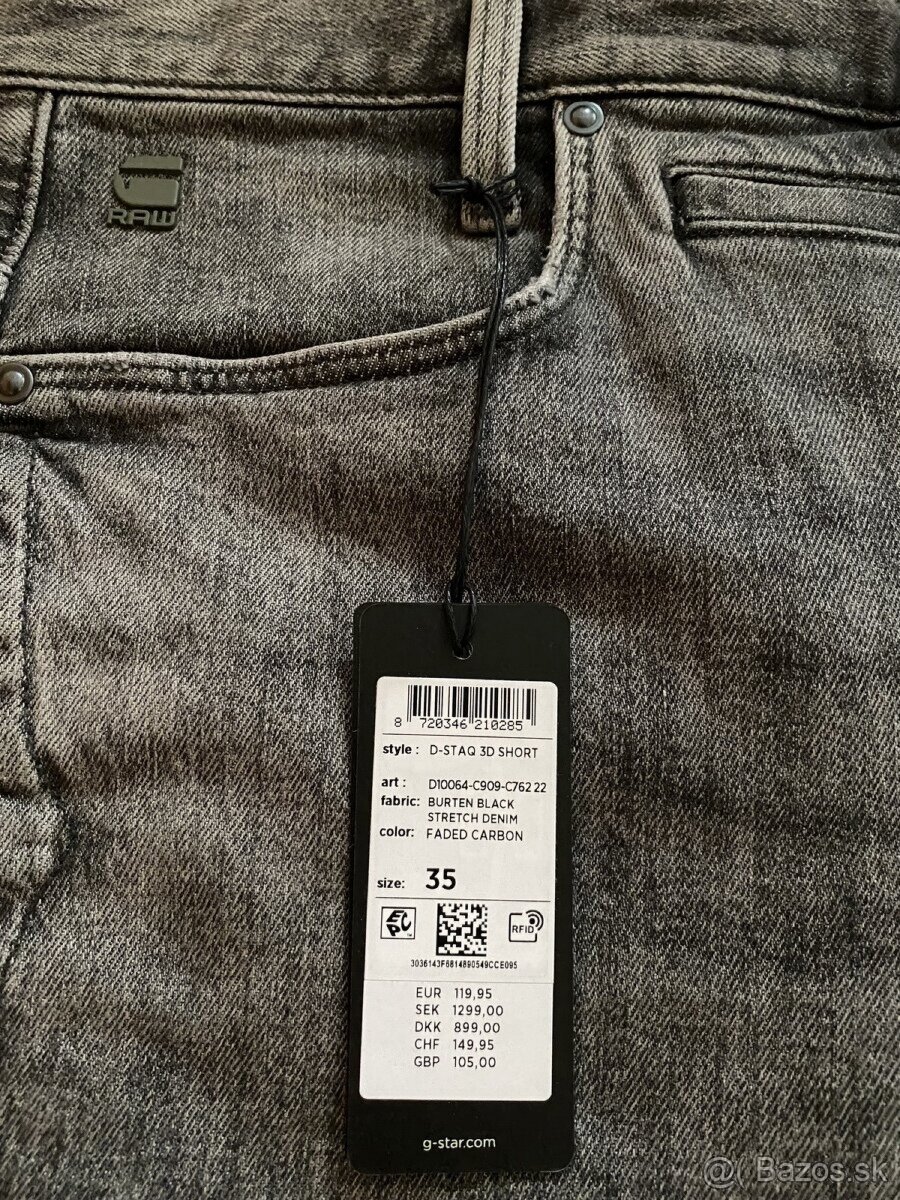 RAW
8 720346 210285
style : D-STAQ 3D SHORT
art : D10064-C909-C762 22
fabric: BURTEN BLACK
STRETCH DENIM
color: FADED CARBON
size: 35
EPC
RFID
3036143F6814890549CCE095
EUR 119,95
SEK 1299,00
DKK 899,00
CHF 149,95
GBP 105,00
g-star.com
@ Bazos.sk